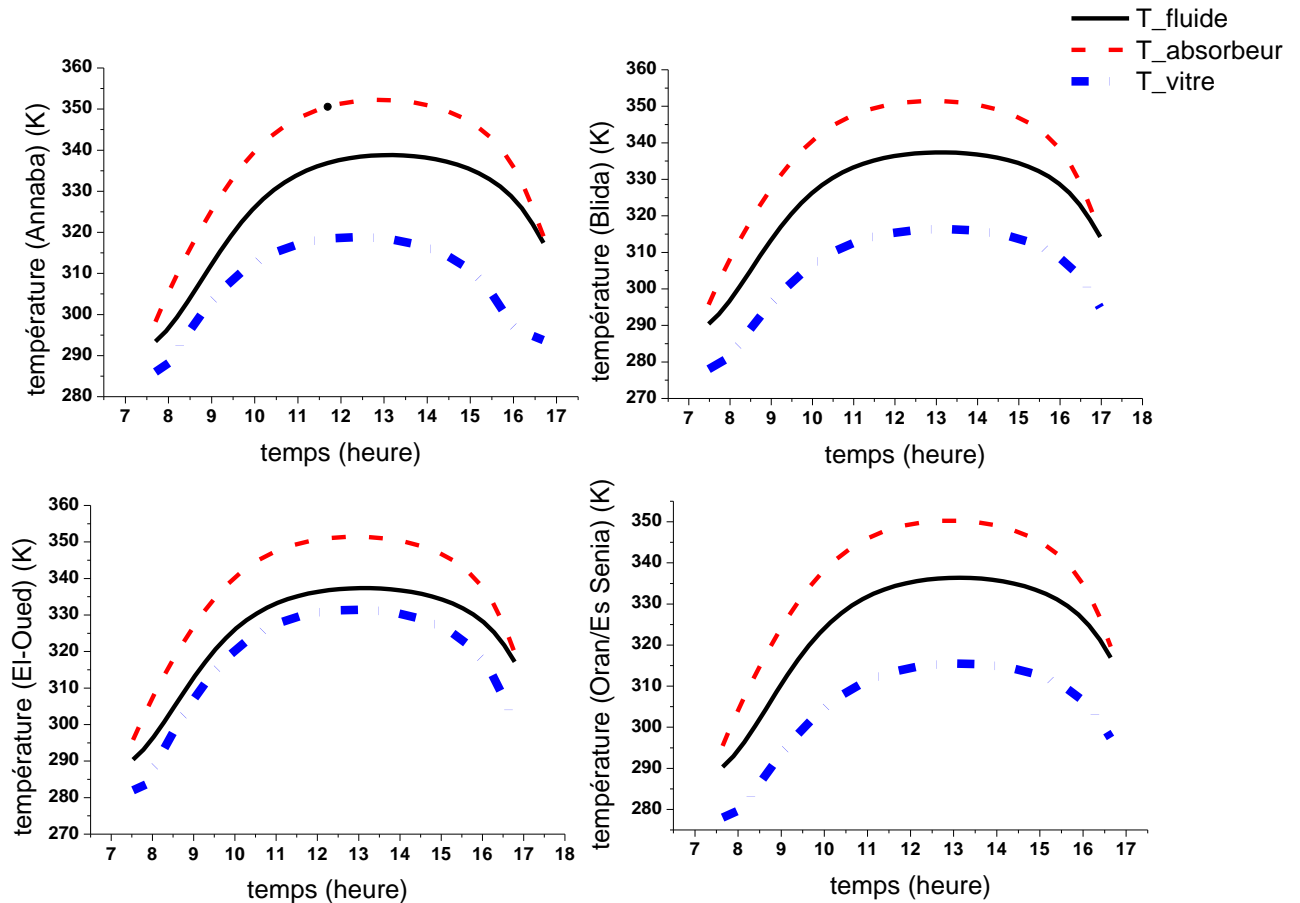 T_fluide
T_absorbeur
T_vitre
température (Annaba) (K)
360
350
340
330
320
310
300
290
280
7 8 9 10 11 12 13 14 15 16 17
temps (heure)
température (Blida) (K)
360
350
340
330
320
310
300
290
280
270
7 8 9 10 11 12 13 14 15 16 17 18
temps (heure)
température (El-Oued) (K)
360
350
340
330
320
310
300
290
280
270
7 8 9 10 11 12 13 14 15 16 17 18
temps (heure)
température (Oran/Es Senia) (K)
350
340
330
320
310
300
290
280
7 8 9 10 11 12 13 14 15 16 17
temps (heure)